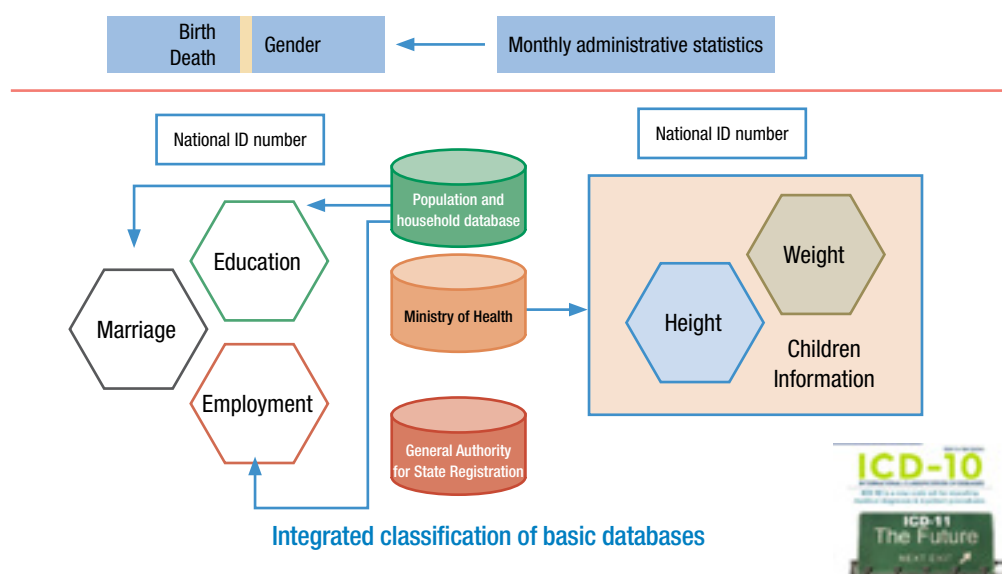 Birth
Death
Gender
Monthly administrative statistics
National ID number
National ID number
Population and
household database
Education
Marriage
Employment
Ministry of Health
General Authority
for State Registration
Weight
Height
Children
Information
Integrated classification of basic databases
ICD-10
ICD-11
The Future
NEXT EXIT